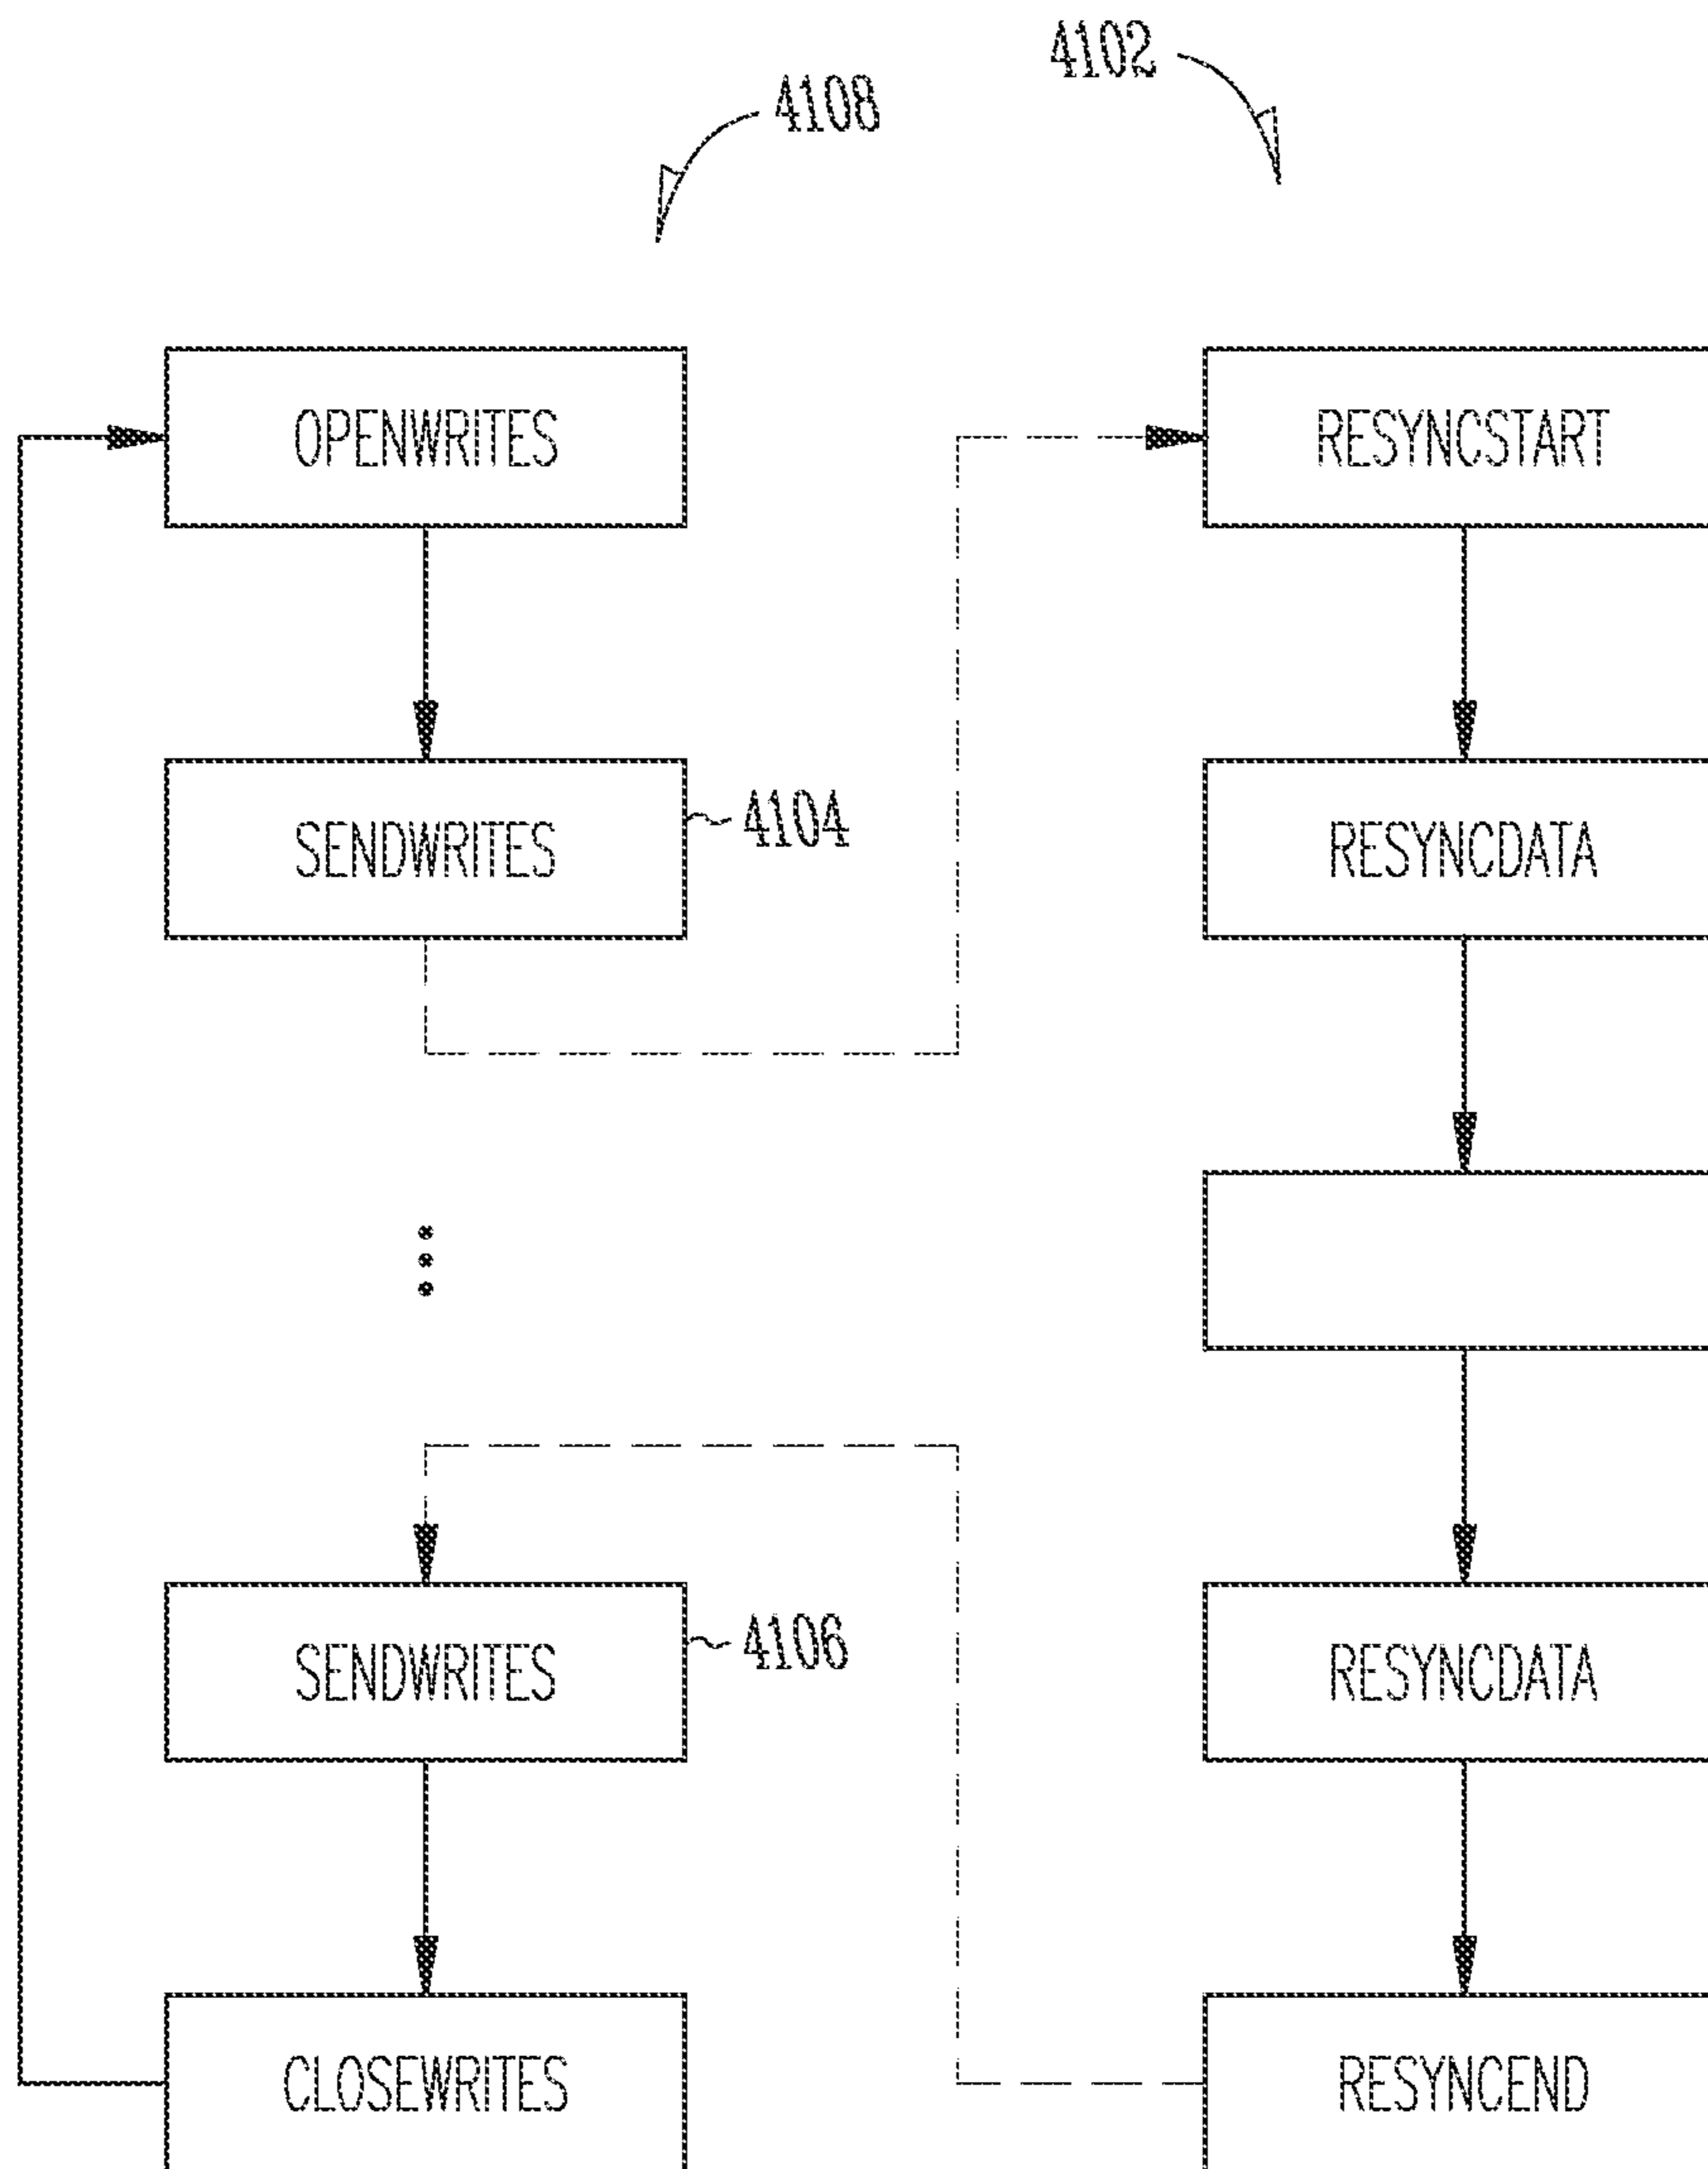 4102
4108
OPENWRITES
RESYNCSTART
SENDWRITES
4104
RESYNCDATA
SENDWRITES
4106
RESYNCDATA
CLOSEWRITES
RESYNCEND